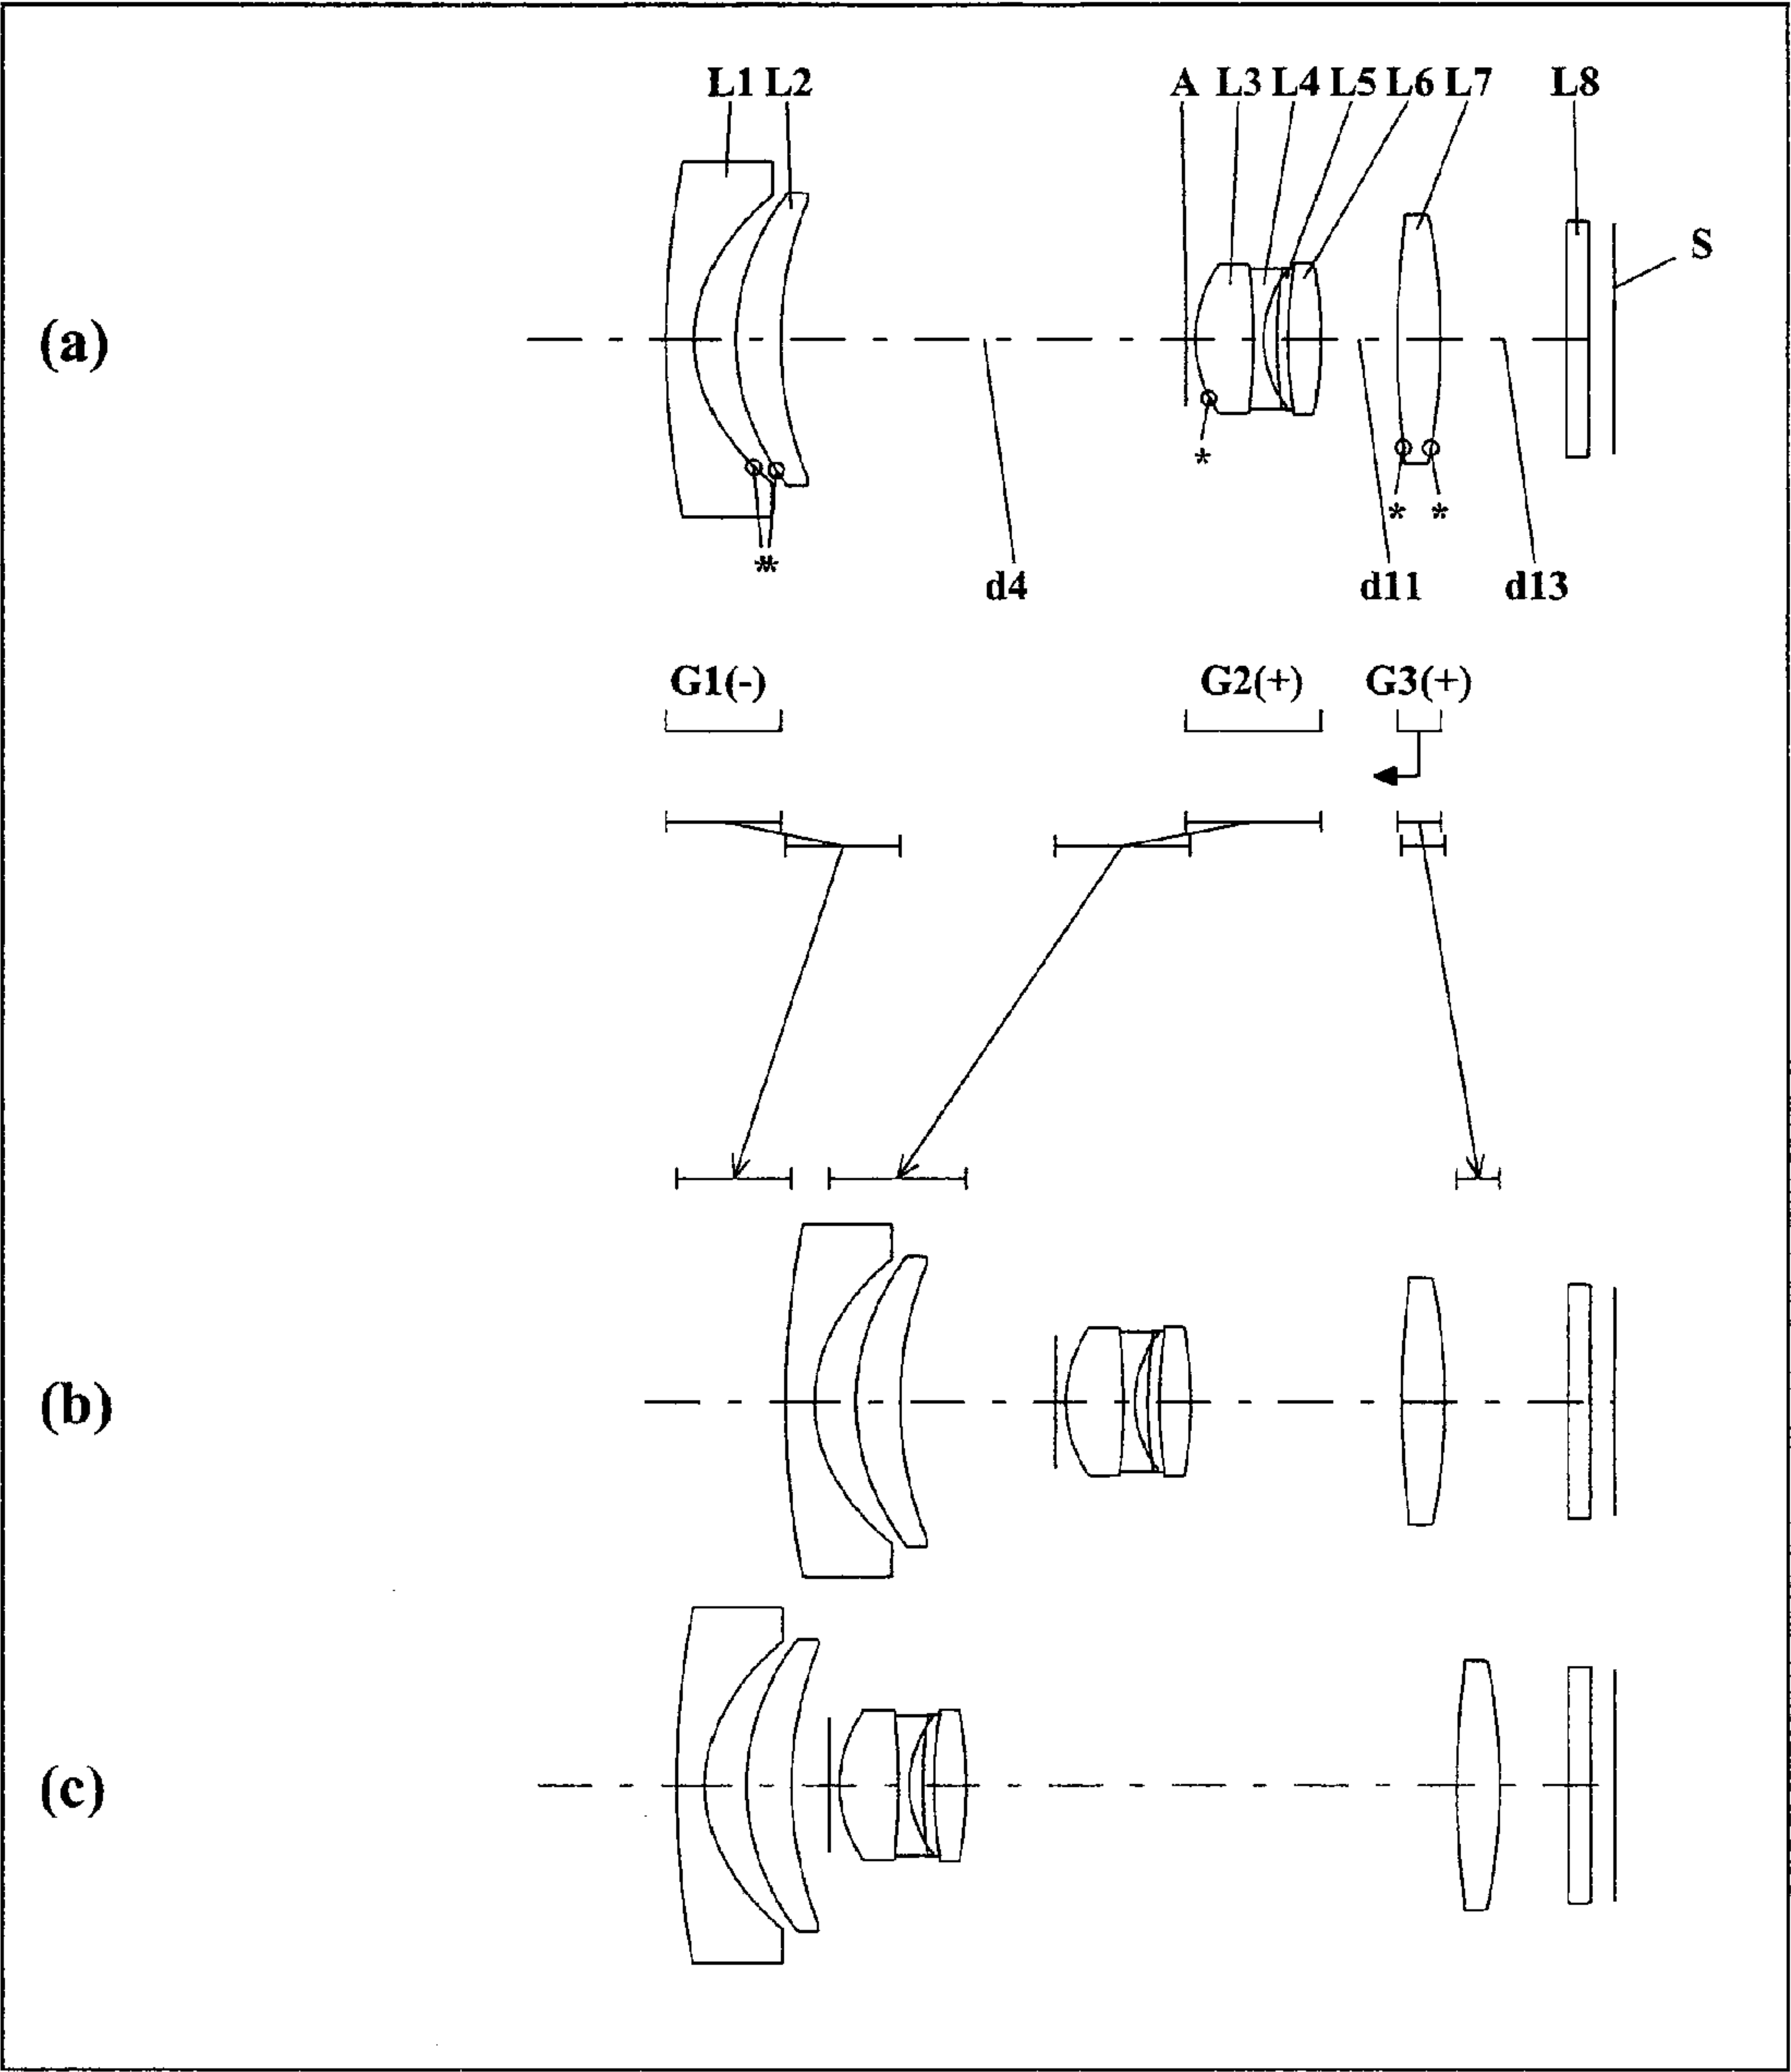 L1 L2 A L3 L4 L5 L6 L7 L8
S
(a)
*
* *
**
d4 d11 d13
G1(-) G2(+) G3(+)
(b)
(c)